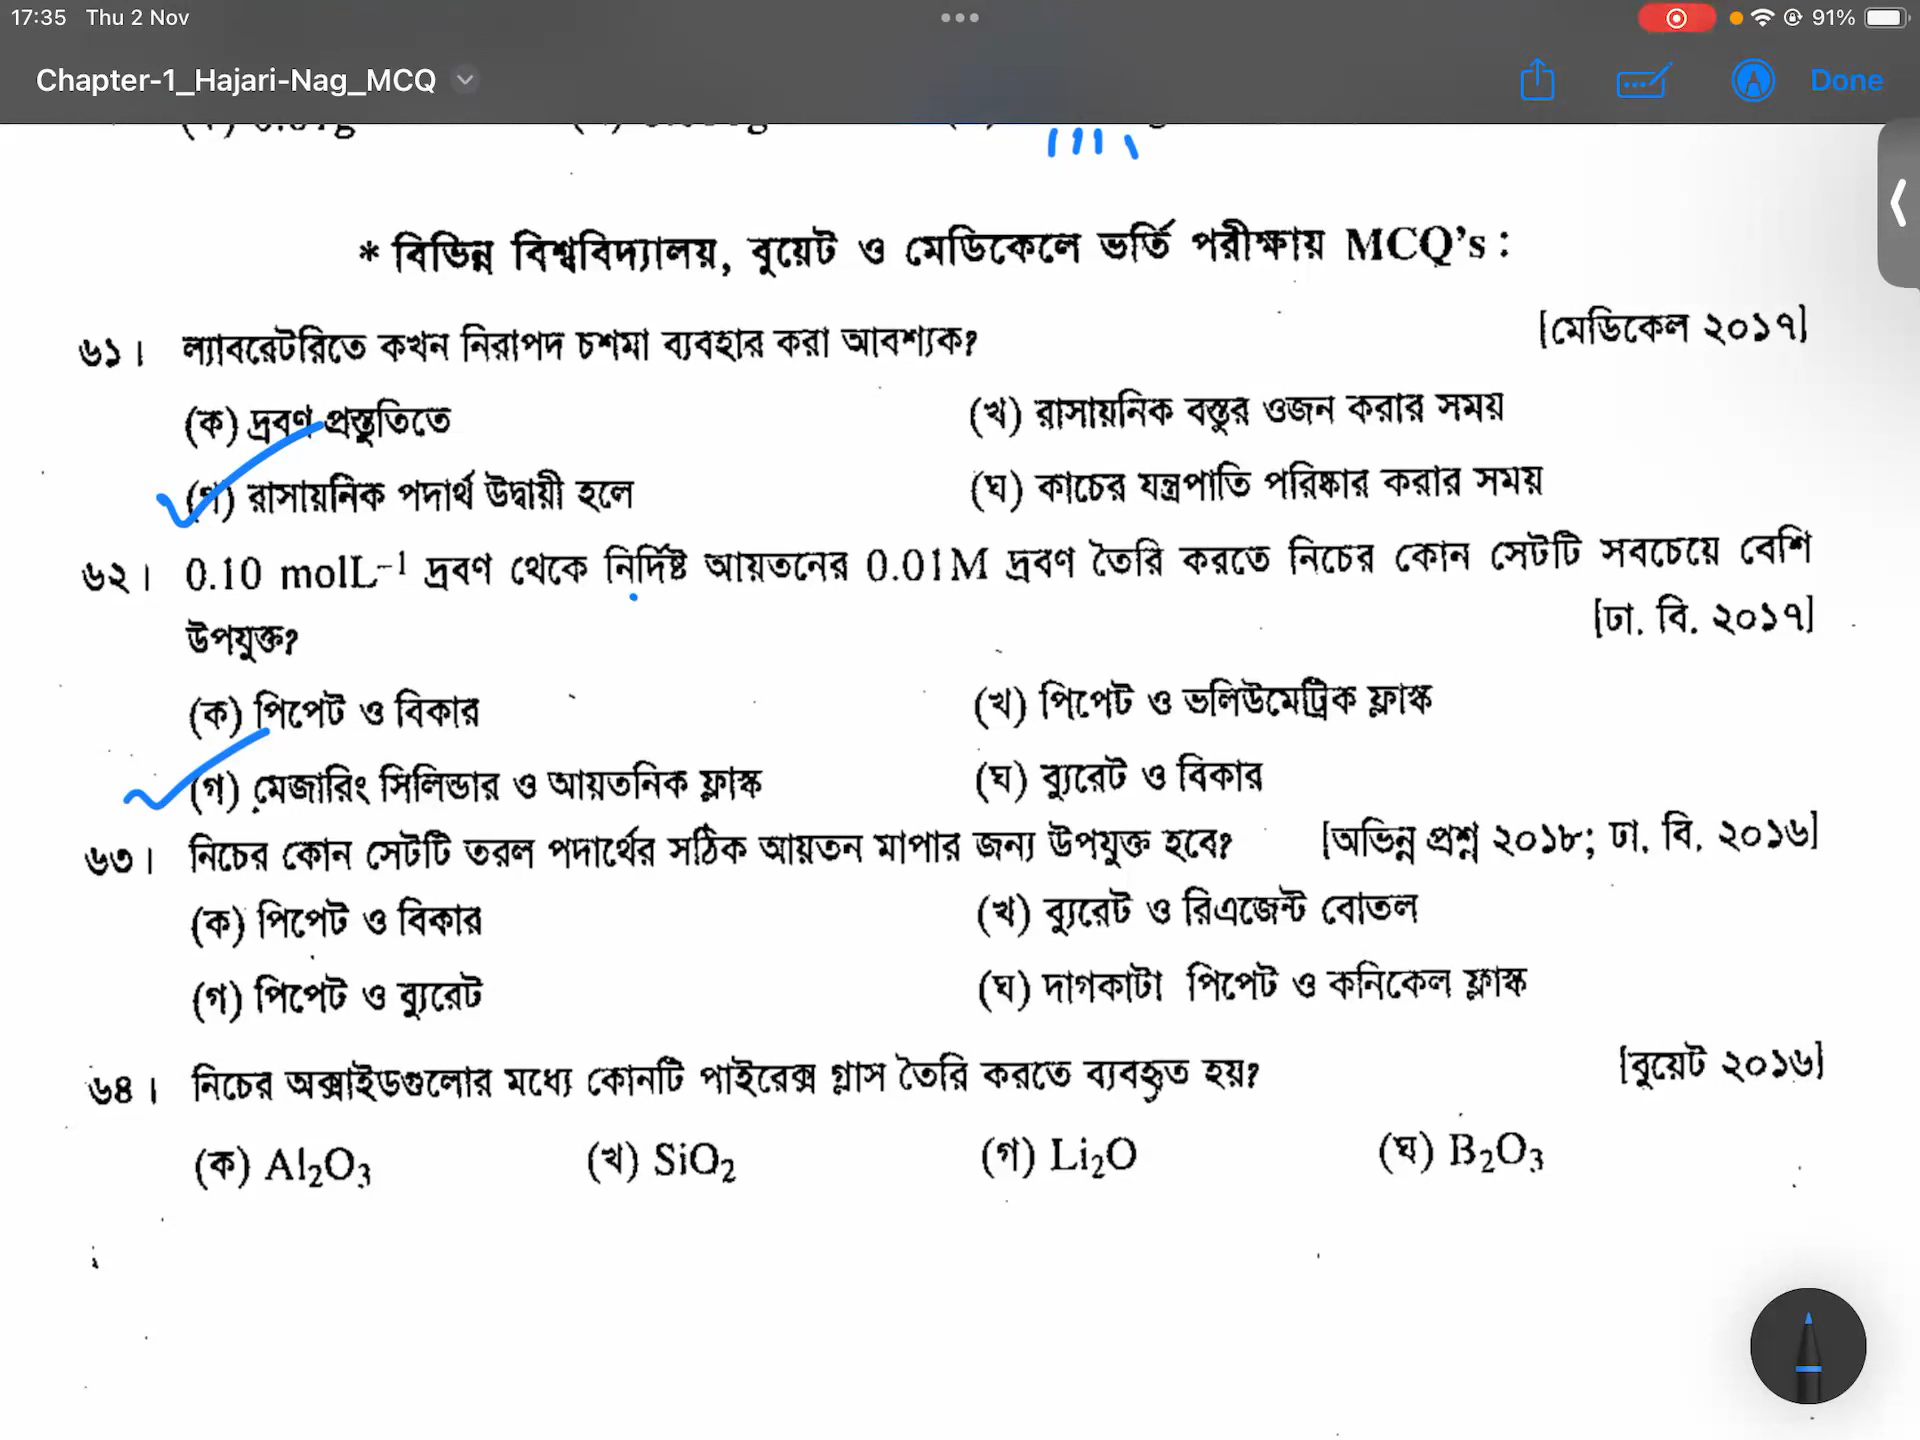 17:35 Thu 2 Nov
91%
Chapter-1_Hajari-Nag_MCQ
Done
* বিভিন্ন বিশ্ববিদ্যালয়, বুয়েট ও মেডিকেলে ভর্তি পরীক্ষায় MCQ's :
৬১। ল্যাবরেটরিতে কখন নিরাপদ চশমা ব্যবহার করা আবশ্যক? [মেডিকেল ২০১৭]
(ক) দ্রবণ প্রস্তুতিতে (খ) রাসায়নিক বস্তুর ওজন করার সময়
(গ) রাসায়নিক পদার্থ উদ্বায়ী হলে (ঘ) কাচের যন্ত্রপাতি পরিষ্কার করার সময়
৬২। 0.10 molL⁻¹ দ্রবণ থেকে নির্দিষ্ট আয়তনের 0.01M দ্রবণ তৈরি করতে নিচের কোন সেটটি সবচেয়ে বেশি
উপযুক্ত? [ঢা. বি. ২০১৭]
(ক) পিপেট ও বিকার (খ) পিপেট ও ভলিউমেট্রিক ফ্লাস্ক
(গ) মেজারিং সিলিন্ডার ও আয়তনিক ফ্লাস্ক (ঘ) ব্যুরেট ও বিকার
৬৩। নিচের কোন সেটটি তরল পদার্থের সঠিক আয়তন মাপার জন্য উপযুক্ত হবে? [অভিন্ন প্রশ্ন ২০১৮; ঢা. বি. ২০১৬]
(ক) পিপেট ও বিকার (খ) ব্যুরেট ও রিএজেন্ট বোতল
(গ) পিপেট ও ব্যুরেট (ঘ) দাগকাটা পিপেট ও কনিকেল ফ্লাস্ক
৬৪। নিচের অক্সাইডগুলোর মধ্যে কোনটি পাইরেক্স গ্লাস তৈরি করতে ব্যবহৃত হয়? [বুয়েট ২০১৬]
(ক) Al₂O₃ (খ) SiO₂ (গ) Li₂O (ঘ) B₂O₃